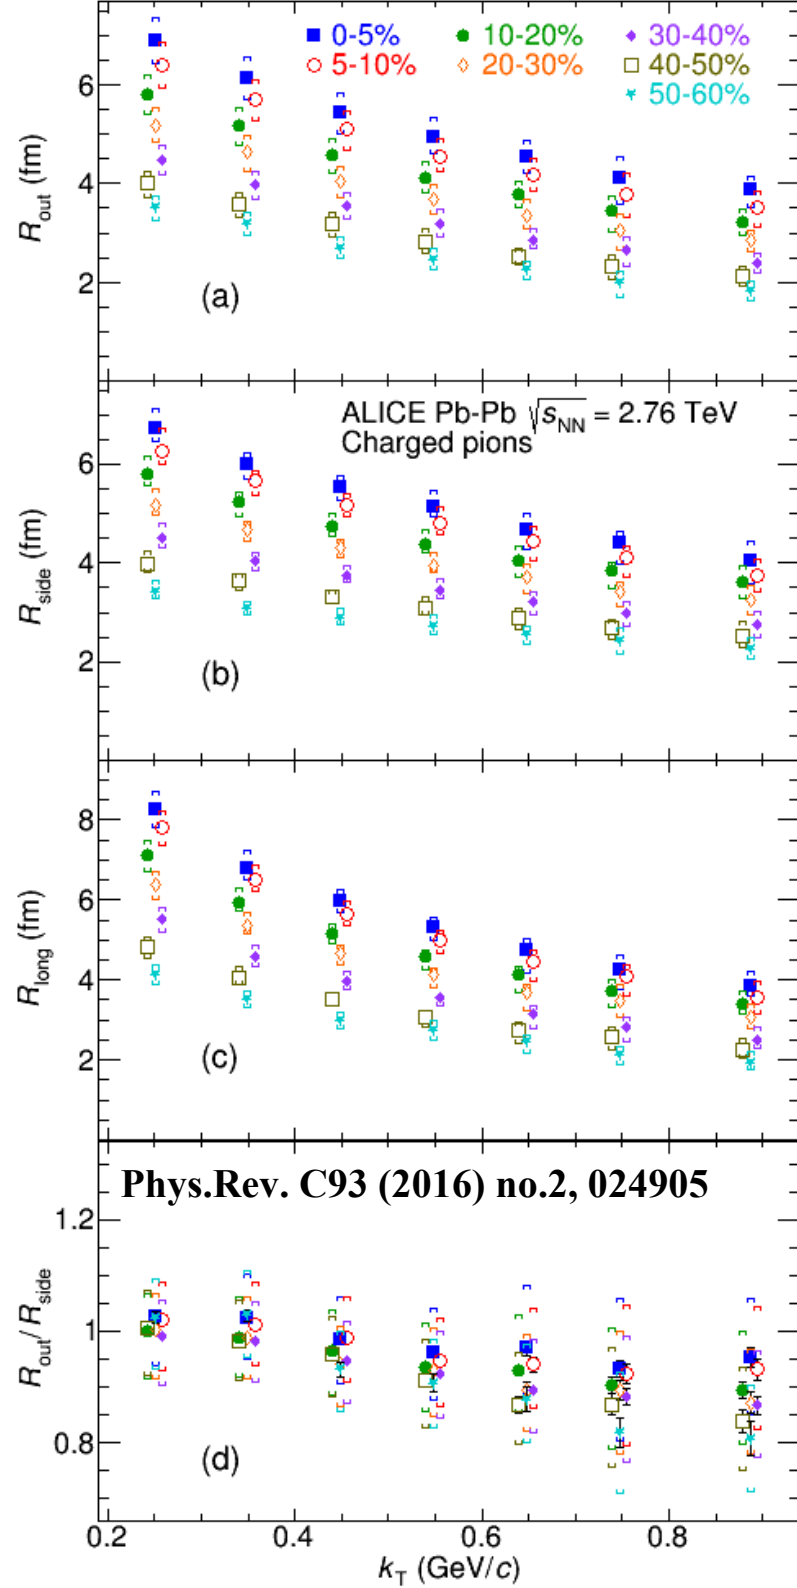 0-5% 10-20% 30-40%
5-10% 20-30% 40-50%
50-60%
6
4
2
R_out (fm)
(a)
ALICE Pb-Pb √s_NN = 2.76 TeV
Charged pions
6
4
2
R_side (fm)
(b)
8
6
4
2
R_long (fm)
(c)
Phys.Rev. C93 (2016) no.2, 024905
1.2
1
0.8
R_out/R_side
(d)
0.2 0.4 0.6 0.8
k_T (GeV/c)